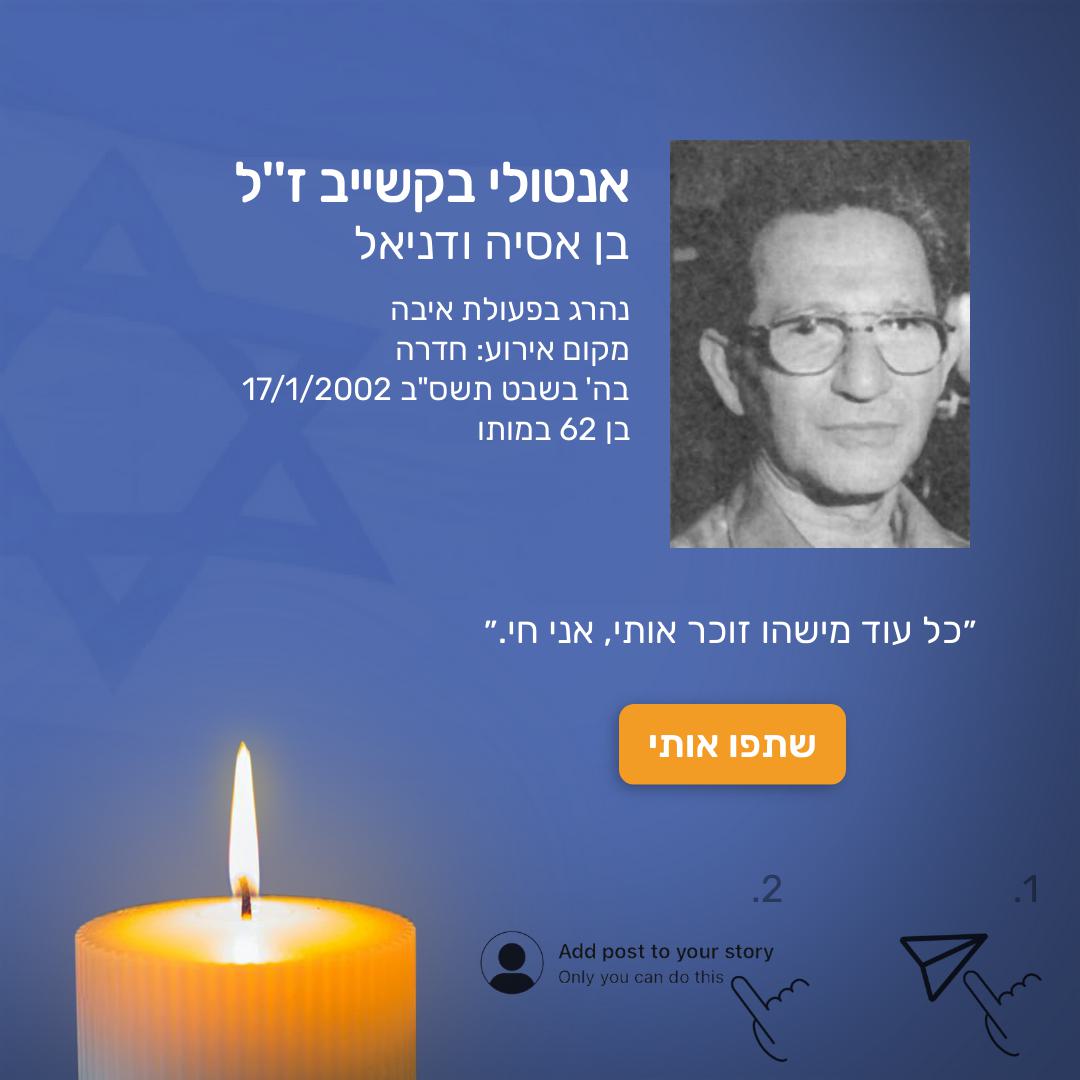 אנטולי בקשייב ז"ל
בן אסיה ודניאל
נהרג בפעולת איבה
מקום אירוע: חדרה
בה' בשבט תשס"ב 17/1/2002
בן 62 במותו
״כל עוד מישהו זוכר אותי, אני חי.״
שתפו אותי
1.
2.
Add post to your story
Only you can do this